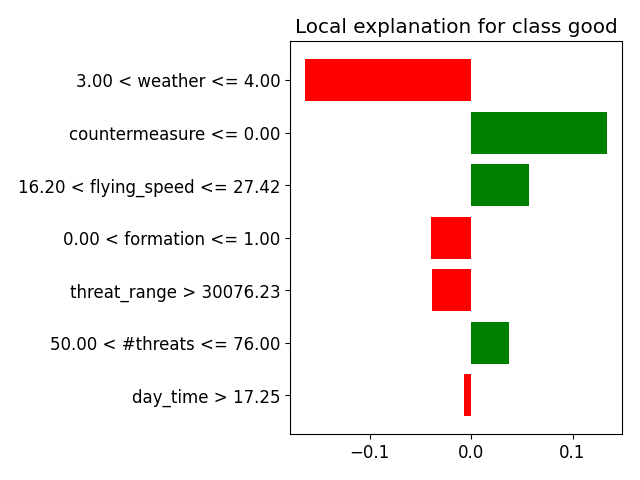 Local explanation for class good
3.00 < weather <= 4.00
countermeasure <= 0.00
16.20 < flying_speed <= 27.42
0.00 < formation <= 1.00
threat_range > 30076.23
50.00 < #threats <= 76.00
day_time > 17.25
−0.1 0.0 0.1